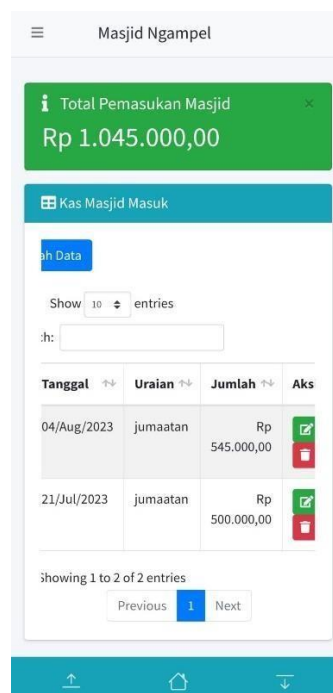 Masjid Ngampel
Total Pemasukan Masjid ×
Rp 1.045.000,00
Kas Masjid Masuk
ah Data
Show 10 entries
:h:
Tanggal Uraian Jumlah Aks
04/Aug/2023 jumaatan Rp 545.000,00
21/Jul/2023 jumaatan Rp 500.000,00
Showing 1 to 2 of 2 entries
Previous 1 Next